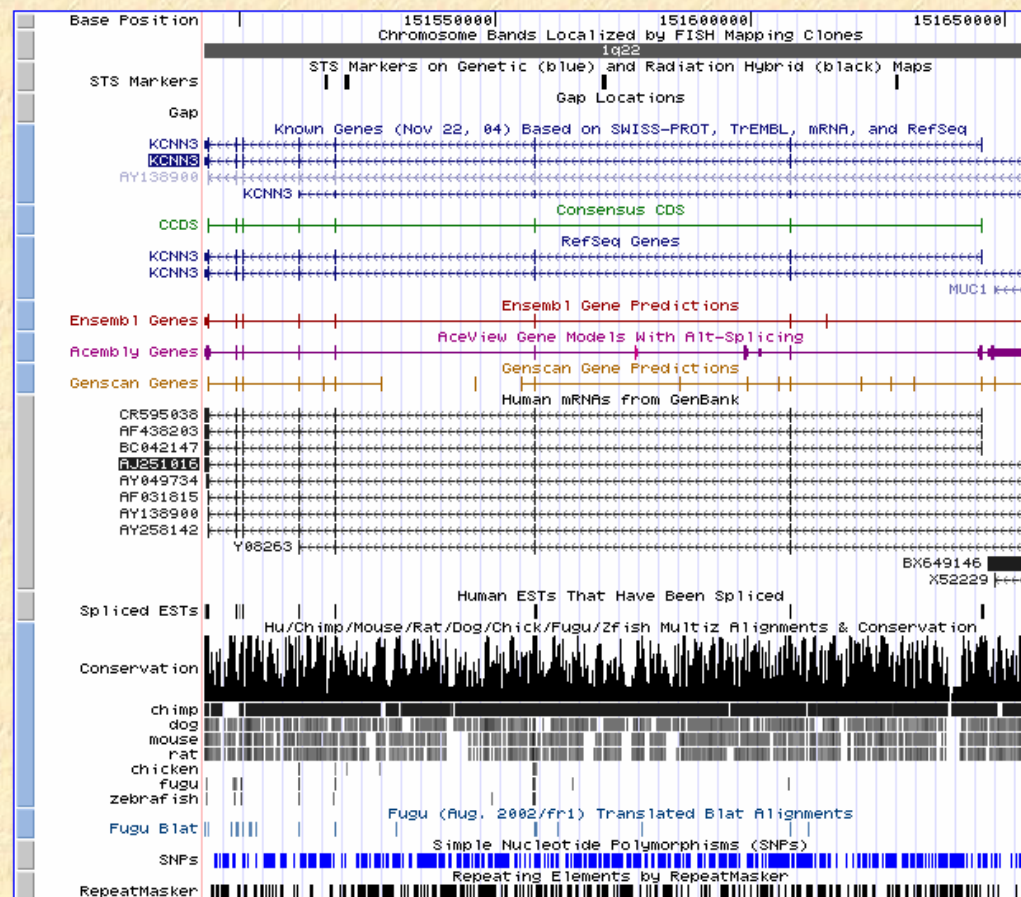 Base Position 151550000 151600000 151650000
Chromosome Bands Localized by FISH Mapping Clones
1q22
STS Markers on Genetic (blue) and Radiation Hybrid (black) Maps
STS Markers
Gap Locations
Gap
Known Genes (Nov 22, 04) Based on SWISS-PROT, TrEMBL, mRNA, and RefSeq
KCNN3
KCNN3
AY138900
KCNN3
Consensus CDS
CCDS
RefSeq Genes
KCNN3
KCNN3
MUC1
Ensembl Gene Predictions
Ensembl Genes
AceView Gene Models With Alt-Splicing
Acembly Genes
Genscan Gene Predictions
Genscan Genes
Human mRNAs from GenBank
CR595038
AF438203
BC042147
AJ251016
AY049734
AF031815
AY138900
AY258142
Y08263
BX649146
X52229
Human ESTs That Have Been Spliced
Spliced ESTs
Hu/Chimp/Mouse/Rat/Dog/Chick/Fugu/Zfish Multiz Alignments & Conservation
Conservation
chimp
dog
mouse
rat
chicken
fugu
zebrafish
Fugu (Aug. 2002/fr1) Translated Blat Alignments
Fugu Blat
Simple Nucleotide Polymorphisms (SNPs)
SNPs
Repeating Elements by RepeatMasker
RepeatMasker